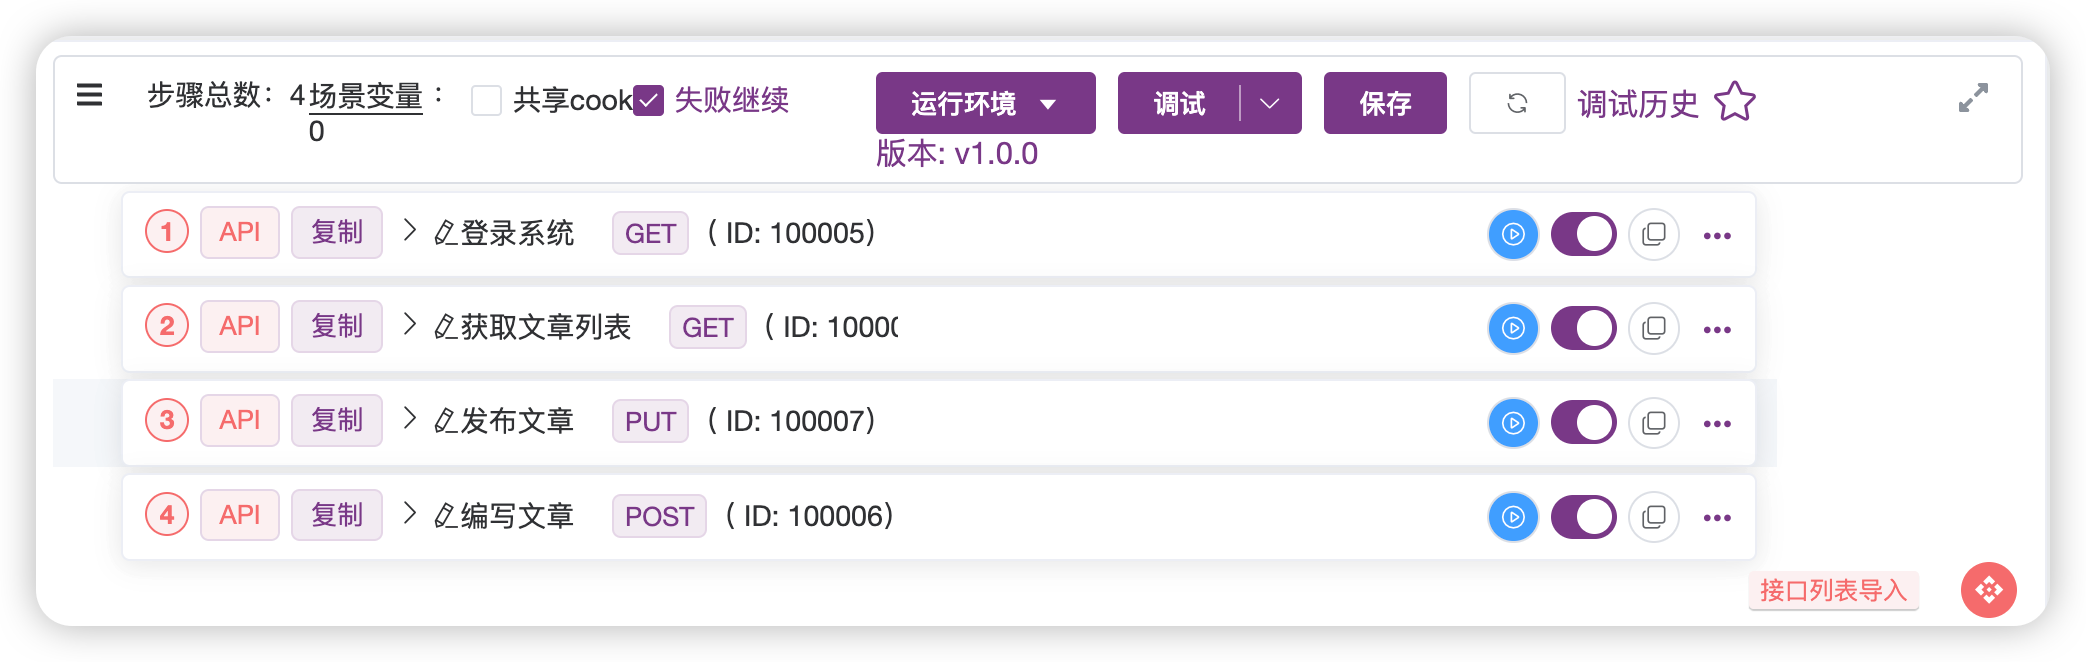 步骤总数: 4 场景变量 : 0
共享cook
失败继续
运行环境
调试
保存
调试历史
版本: v1.0.0
1 API 复制 登录系统 GET ( ID: 100005)
2 API 复制 获取文章列表 GET ( ID: 1000
3 API 复制 发布文章 PUT ( ID: 100007)
4 API 复制 编写文章 POST ( ID: 100006)
接口列表导入